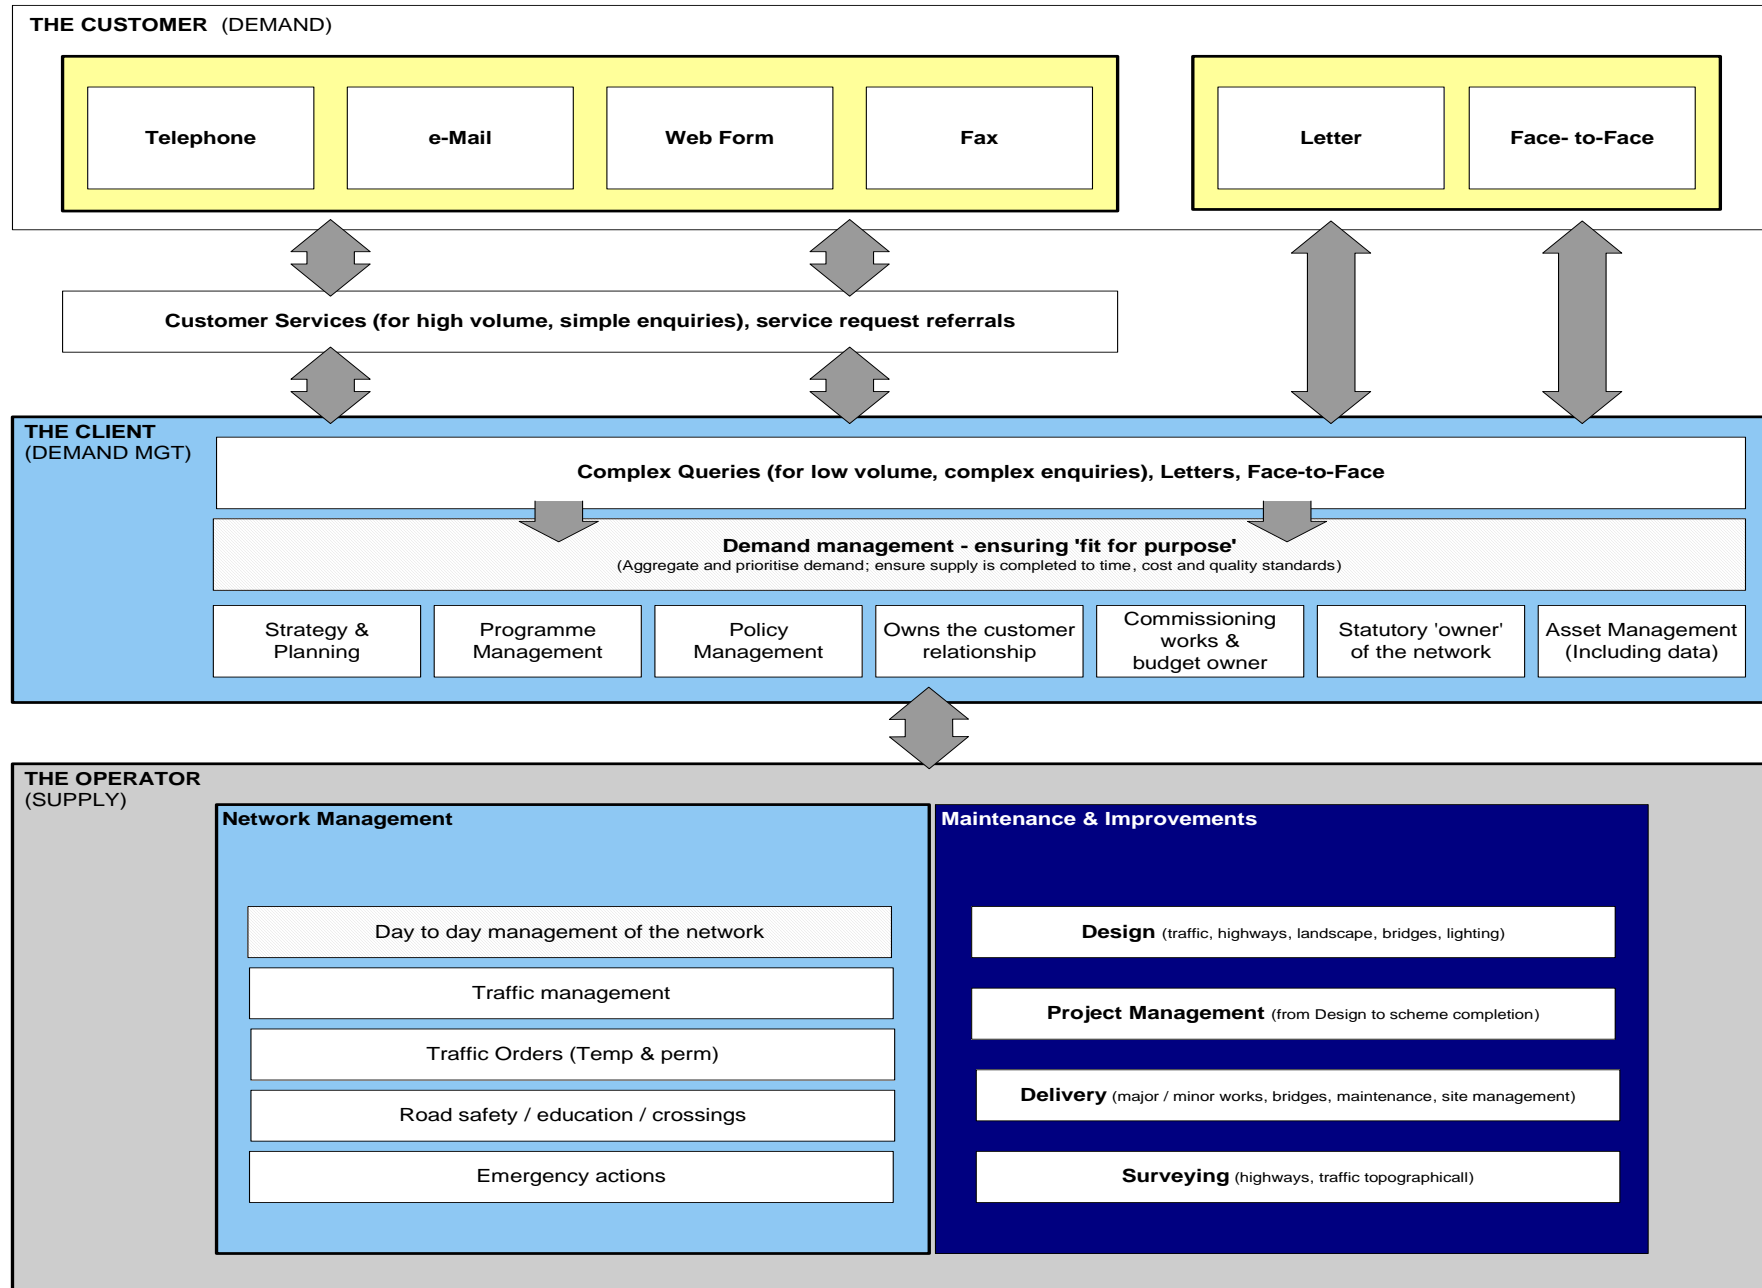 THE CUSTOMER (DEMAND)
Telephone
e-Mail
Web Form
Fax
Letter
Face- to-Face
Customer Services (for high volume, simple enquiries), service request referrals
THE CLIENT
(DEMAND MGT)
Complex Queries (for low volume, complex enquiries), Letters, Face-to-Face
Demand management - ensuring 'fit for purpose'
(Aggregate and prioritise demand; ensure supply is completed to time, cost and quality standards)
Strategy &
Planning
Programme
Management
Policy
Management
Owns the customer
relationship
Commissioning
works &
budget owner
Statutory 'owner'
of the network
Asset Management
(Including data)
THE OPERATOR
(SUPPLY)
Network Management
Day to day management of the network
Traffic management
Traffic Orders (Temp & perm)
Road safety / education / crossings
Emergency actions
Maintenance & Improvements
Design (traffic, highways, landscape, bridges, lighting)
Project Management (from Design to scheme completion)
Delivery (major / minor works, bridges, maintenance, site management)
Surveying (highways, traffic topographicall)